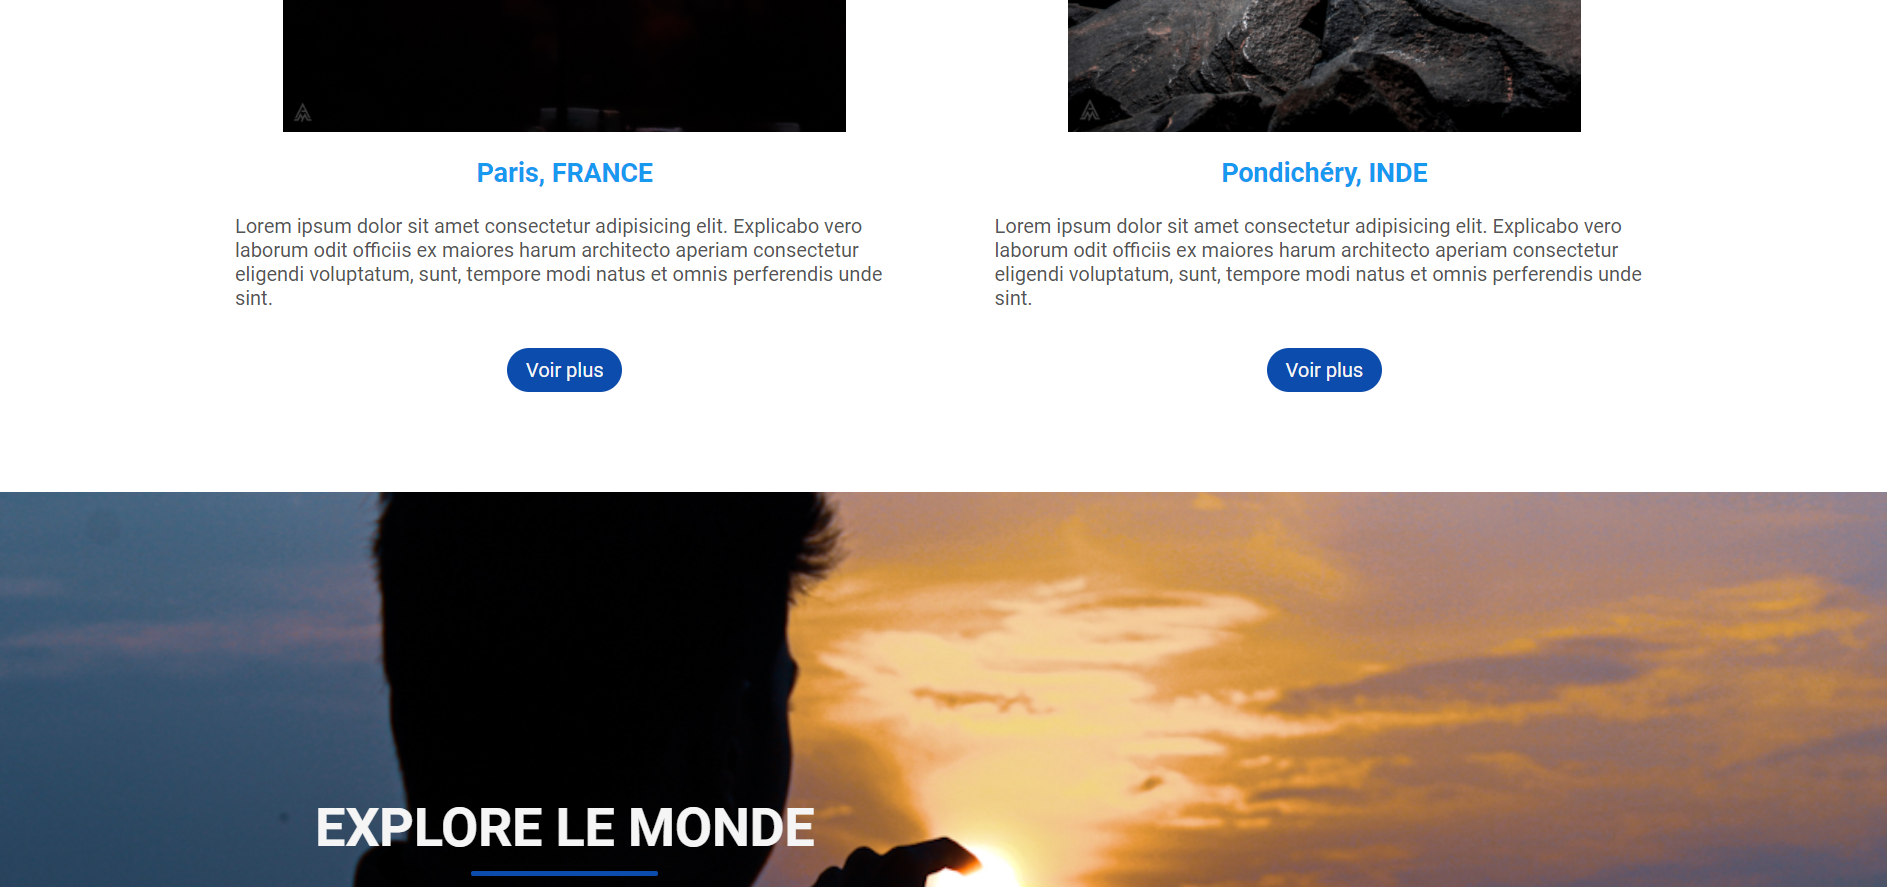 Paris, FRANCE
Lorem ipsum dolor sit amet consectetur adipisicing elit. Explicabo vero
laborum odit officiis ex maiores harum architecto aperiam consectetur
eligendi voluptatum, sunt, tempore modi natus et omnis perferendis unde
sint.
Voir plus
Pondichéry, INDE
Lorem ipsum dolor sit amet consectetur adipisicing elit. Explicabo vero
laborum odit officiis ex maiores harum architecto aperiam consectetur
eligendi voluptatum, sunt, tempore modi natus et omnis perferendis unde
sint.
Voir plus
EXPLORE LE MONDE